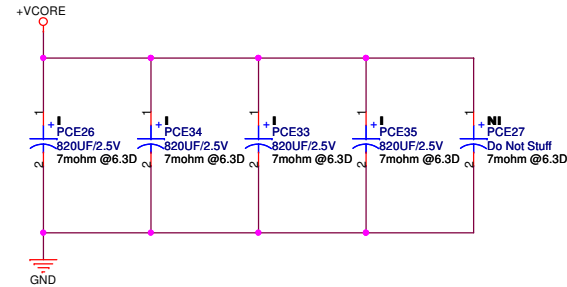 +VCORE
1
I
+
PCE26
820UF/2.5V
7mohm @6.3D
2
1
I
+
PCE34
820UF/2.5V
7mohm @6.3D
2
1
I
+
PCE33
820UF/2.5V
7mohm @6.3D
2
1
I
+
PCE35
820UF/2.5V
7mohm @6.3D
2
1
NI
+
PCE27
Do Not Stuff
7mohm @6.3D
2
GND